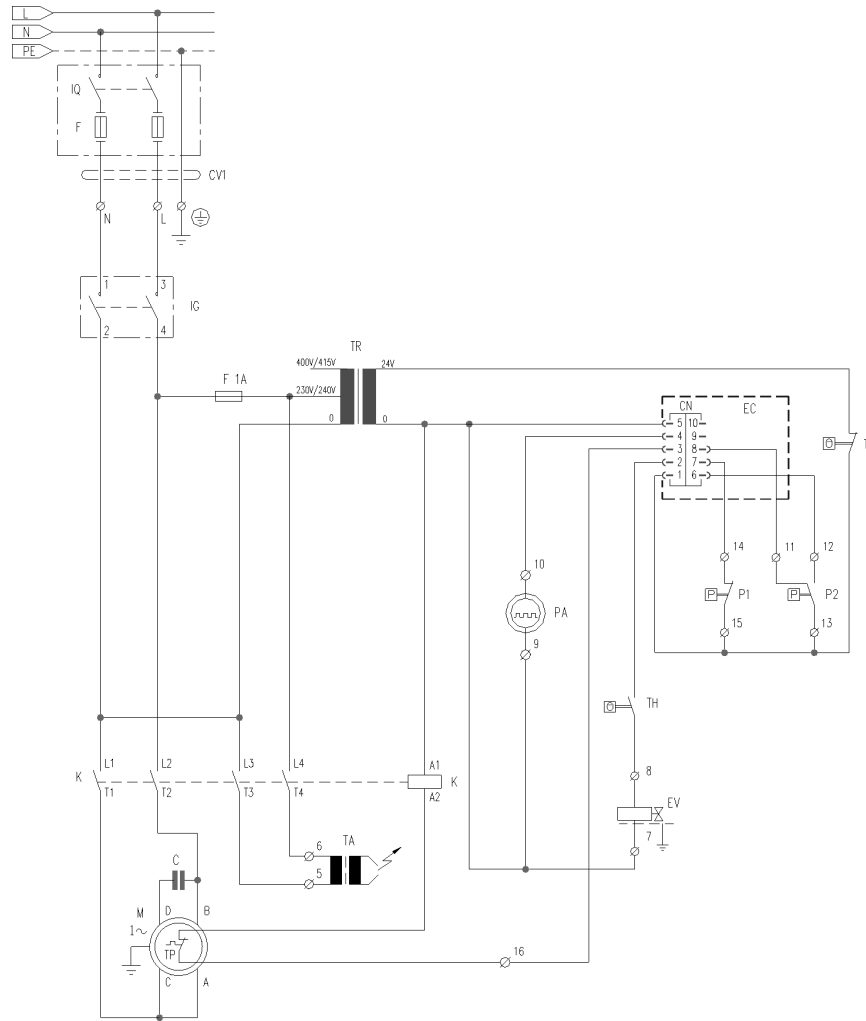 L
N
PE
IQ
F
CV1
N
L
1
3
IG
2
4
TR
400V/415V
24V
F 1A
230V/240V
0
0
CN
EC
5 10
4 9
3 8
2 7
1 6
T
14
11
12
10
P
P1
P
P2
PA
15
13
9
TH
L1
L2
L3
L4
A1
8
K
K
T1
T2
T3
T4
A2
EV
6
TA
7
C
5
M
D
B
1~
TP
16
C
A